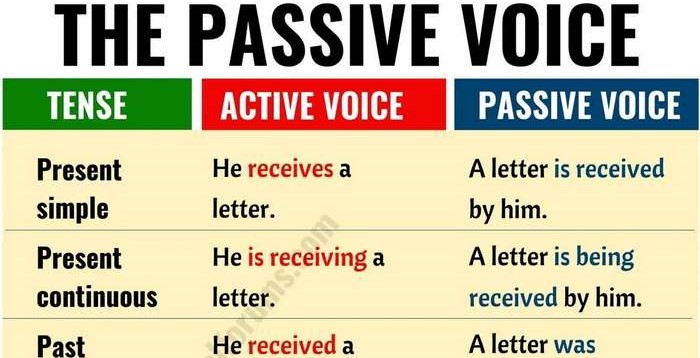 THE PASSIVE VOICE
TENSE ACTIVE VOICE PASSIVE VOICE
Present simple
He receives a
letter.
A letter is received
by him.
Present continuous
He is receiving a
letter.
A letter is being
received by him.
Past
He received a
A letter was